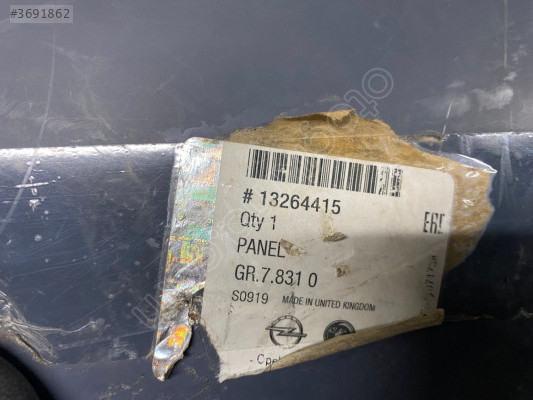 #3691862
# 13264415
Qty 1
EAC
PANEL
GR.7.831 0
S0919 MADE IN UNITED KINGDOM